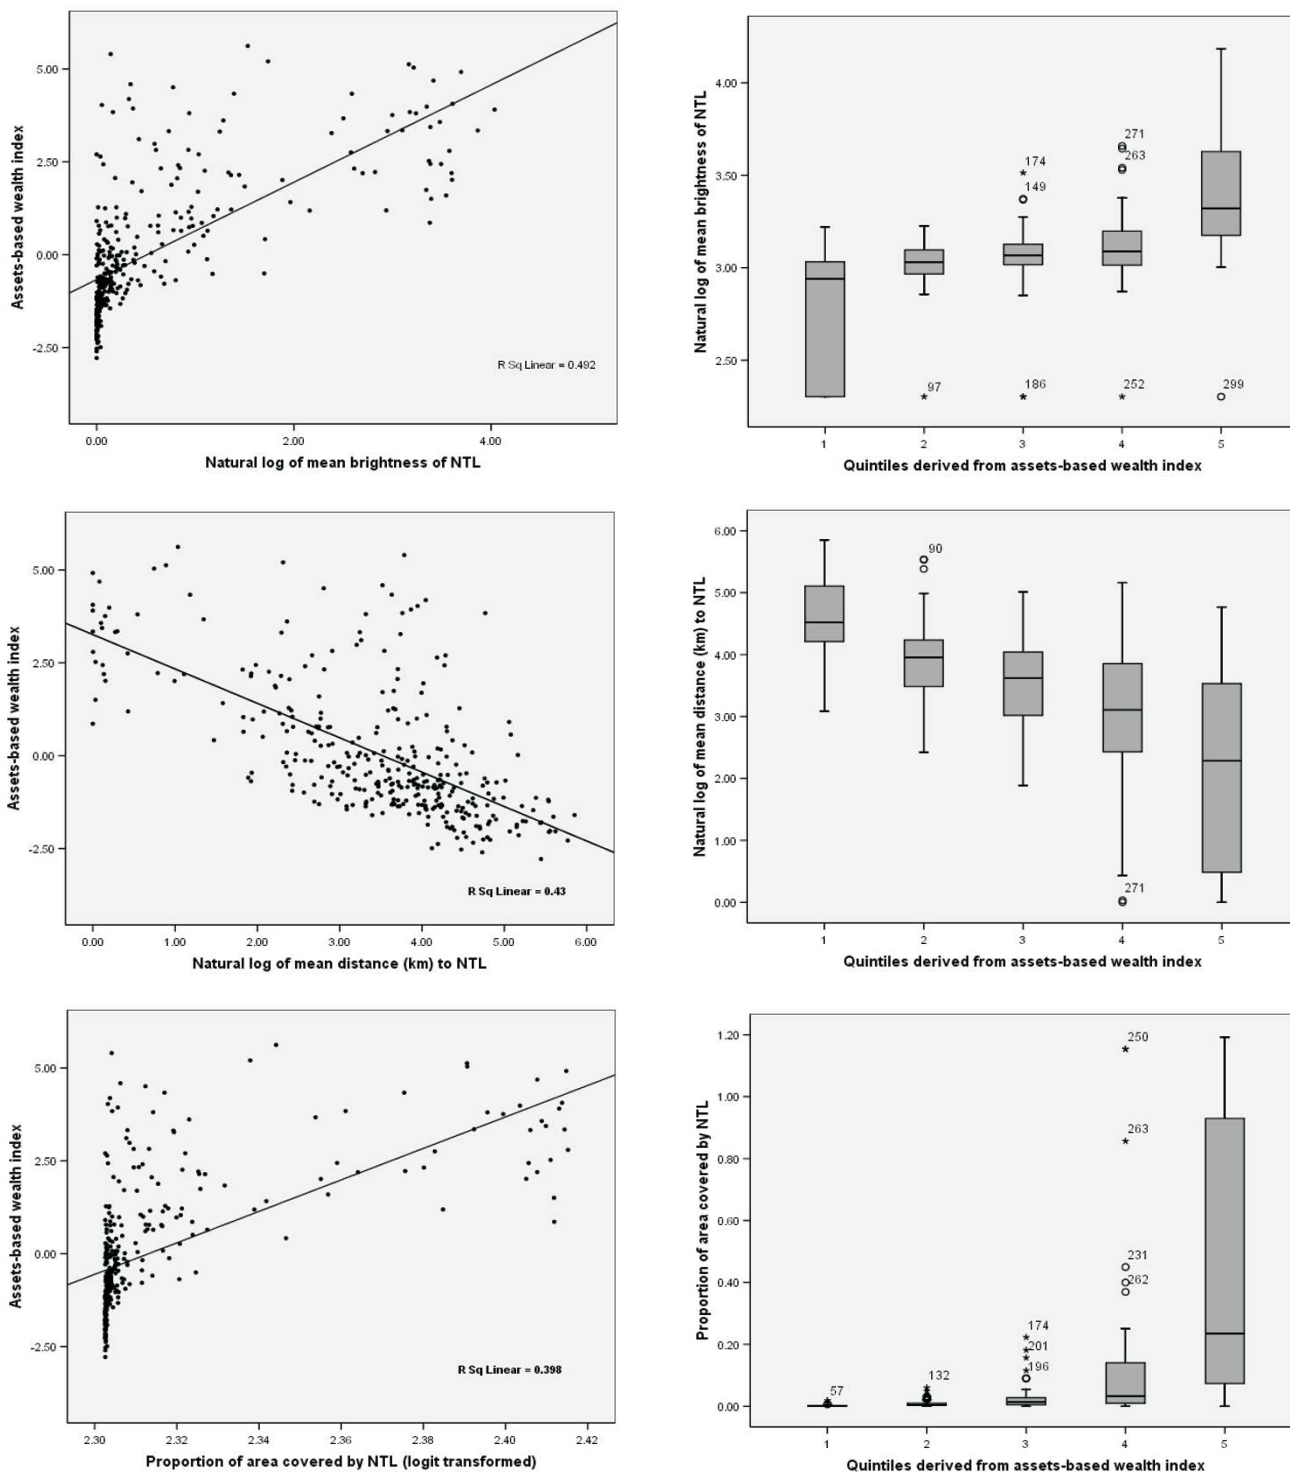 5.00
2.50
0.00
-2.50
Assets-based wealth index
R Sq Linear = 0.492
0.00 2.00 4.00
Natural log of mean brightness of NTL
4.00
3.50
3.00
2.50
Natural log of mean brightness of NTL
271
263
174
149
97
186
252
299
1 2 3 4 5
Quintiles derived from assets-based wealth index
5.00
2.50
0.00
-2.50
Assets-based wealth index
R Sq Linear = 0.43
0.00 1.00 2.00 3.00 4.00 5.00 6.00
Natural log of mean distance (km) to NTL
6.00
5.00
4.00
3.00
2.00
1.00
0.00
Natural log of mean distance (km) to NTL
90
271
1 2 3 4 5
Quintiles derived from assets-based wealth index
5.00
2.50
0.00
-2.50
Assets-based wealth index
R Sq Linear = 0.398
2.30 2.32 2.34 2.36 2.38 2.40 2.42
Proportion of area covered by NTL (logit transformed)
1.20
1.00
0.80
0.60
0.40
0.20
0.00
Proportion of area covered by NTL
250
263
231
262
174
201
196
132
57
1 2 3 4 5
Quintiles derived from assets-based wealth index